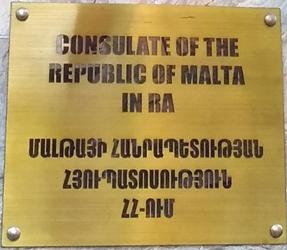 CONSULATE OF THE
REPUBLIC OF MALTA
IN RA
ՄԱԼԹԱՅԻ ՀԱՆՐԱՊԵՏՈՒԹՅԱՆ
ՀՅՈՒՊԱՏՈՍՈՒԹՅՈՒՆ
ՀՀ-ՈՒՄ